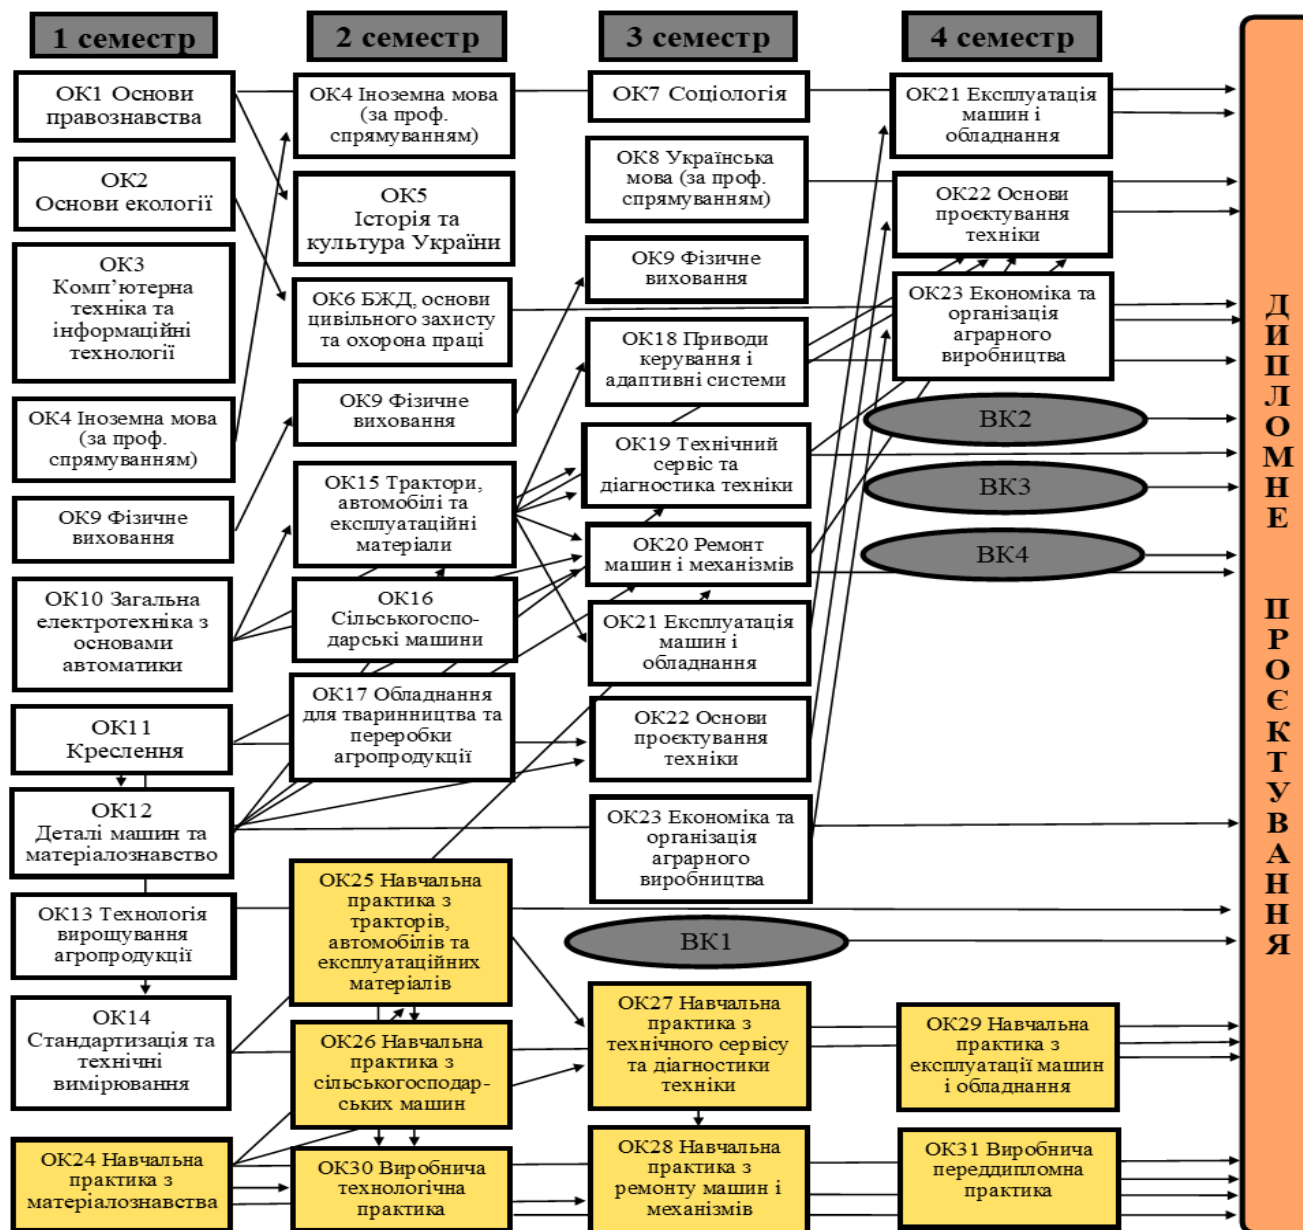 1 семестр
ОК1 Основи
правознавства
ОК2
Основи екології
ОК3
Комп’ютерна
техніка та
інформаційні
технології
ОК4 Іноземна мова
(за проф.
спрямуванням)
ОК9 Фізичне
виховання
ОК10 Загальна
електротехніка з
основами
автоматики
ОК11
Креслення
ОК12
Деталі машин та
матеріалознавство
ОК13 Технологія
вирощування
агропродукції
ОК14
Стандартизація та
технічні
вимірювання
ОК24 Навчальна
практика з
матеріалознавства
2 семестр
ОК4 Іноземна мова
(за проф.
спрямуванням)
ОК5
Історія та
культура України
ОК6 БЖД, основи
цивільного захисту
та охорона праці
ОК9 Фізичне
виховання
ОК15 Трактори,
автомобілі та
експлуатаційні
матеріали
ОК16
Сільськогоспо-
дарські машини
ОК17 Обладнання
для тваринництва та
переробки
агропродукції
ОК25 Навчальна
практика з
тракторів,
автомобілів та
експлуатаційних
матеріалів
ОК26 Навчальна
практика з
сільськогосподар-
ських машин
ОК30 Виробнича
технологічна
практика
3 семестр
ОК7 Соціологія
ОК8 Українська
мова (за проф.
спрямуванням)
ОК9 Фізичне
виховання
ОК18 Приводи
керування і
адаптивні системи
ОК19 Технічний
сервіс та
діагностика техніки
ОК20 Ремонт
машин і механізмів
ОК21 Експлуатація
машин і
обладнання
ОК22 Основи
проєктування
техніки
ОК23 Економіка та
організація
аграрного
виробництва
ВК1
ОК27 Навчальна
практика з
технічного сервісу
та діагностики
техніки
ОК28 Навчальна
практика з
ремонту машин і
механізмів
4 семестр
ОК21 Експлуатація
машин і
обладнання
ОК22 Основи
проєктування
техніки
ОК23 Економіка та
організація
аграрного
виробництва
ВК2
ВК3
ВК4
ОК29 Навчальна
практика з
експлуатації машин
і обладнання
ОК31 Виробнича
переддипломна
практика
ДИПЛОМНЕ ПРОЄКТУВАННЯ